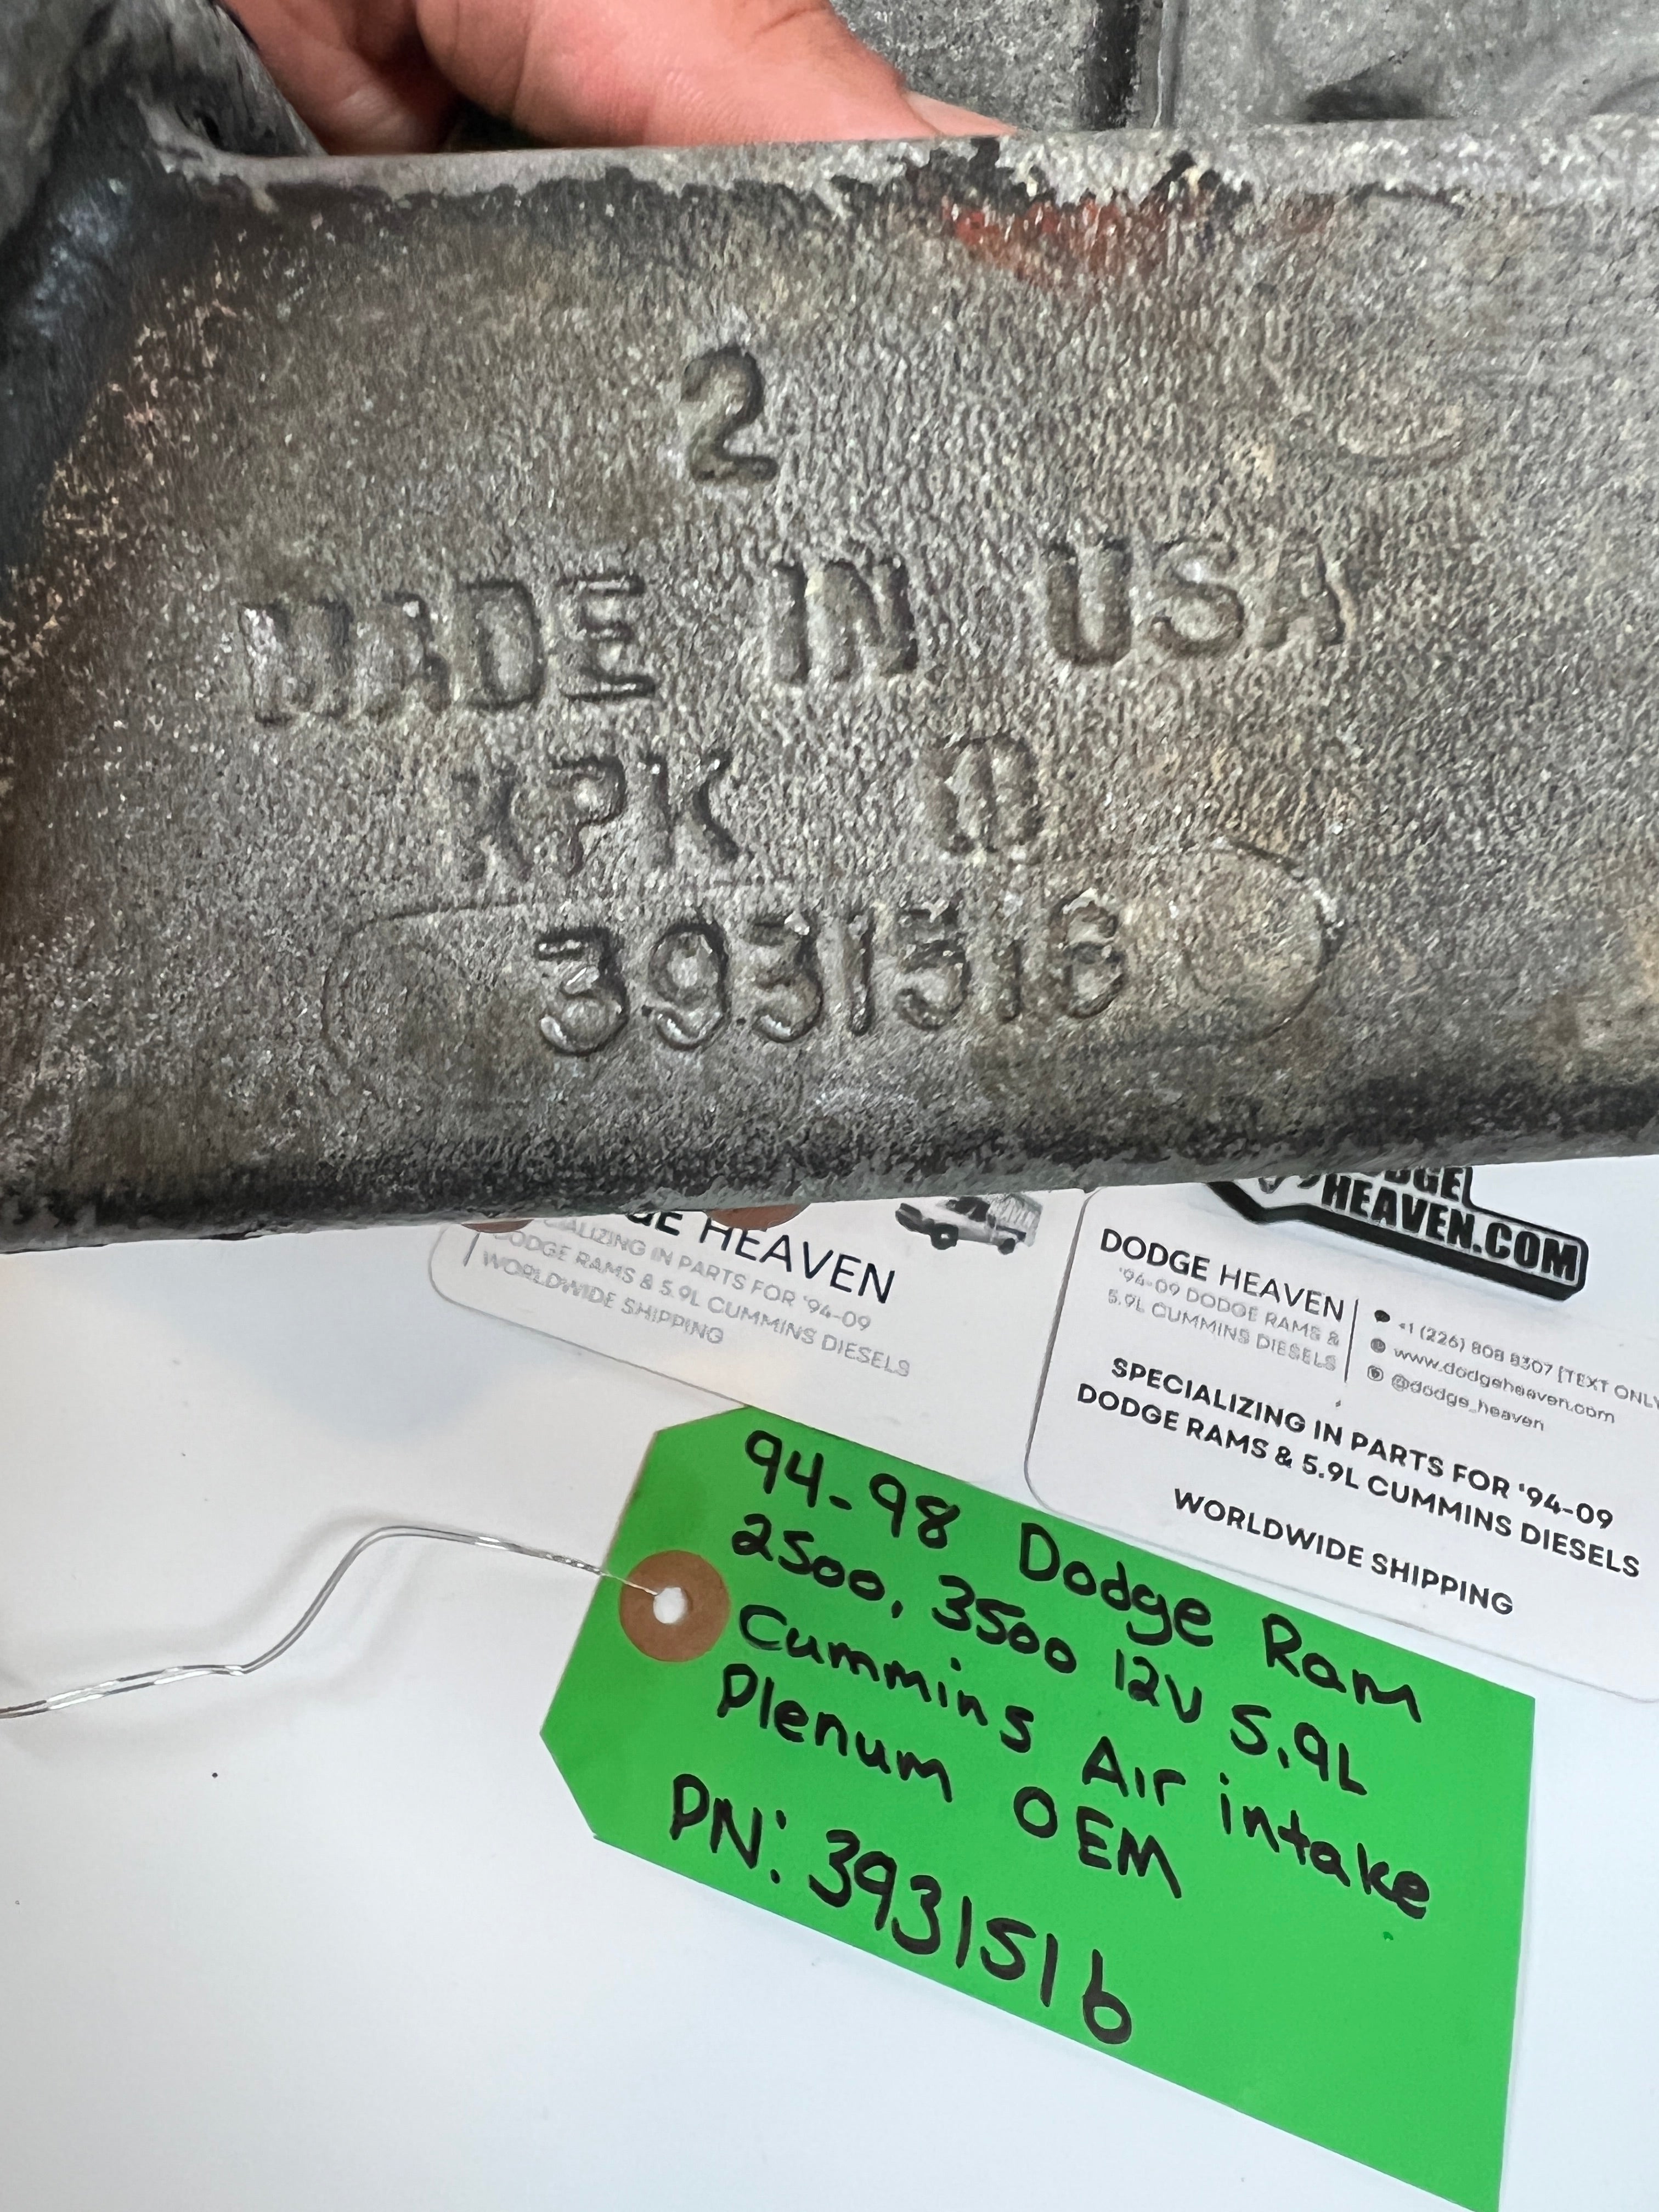 2
MADE IN USA
KPK
3931516
DGE
HEAVEN.COM
GE HEAVEN
CIALIZING IN PARTS FOR '94-09
DODGE RAMS & 5.9L CUMMINS DIESELS
WORLDWIDE SHIPPING
DODGE HEAVEN
'94-09 DODGE RAMS &
5.9L CUMMINS DIESELS
+1 (226) 808 8307 [TEXT ONLY
www.dodgeheaven.com
@dodge_heaven
SPECIALIZING IN PARTS FOR '94-09
DODGE RAMS & 5.9L CUMMINS DIESELS
WORLDWIDE SHIPPING
94-98 Dodge Ram
2500, 3500 12V 5.9L
Cummins Air intake
Plenum OEM
PN: 3931516